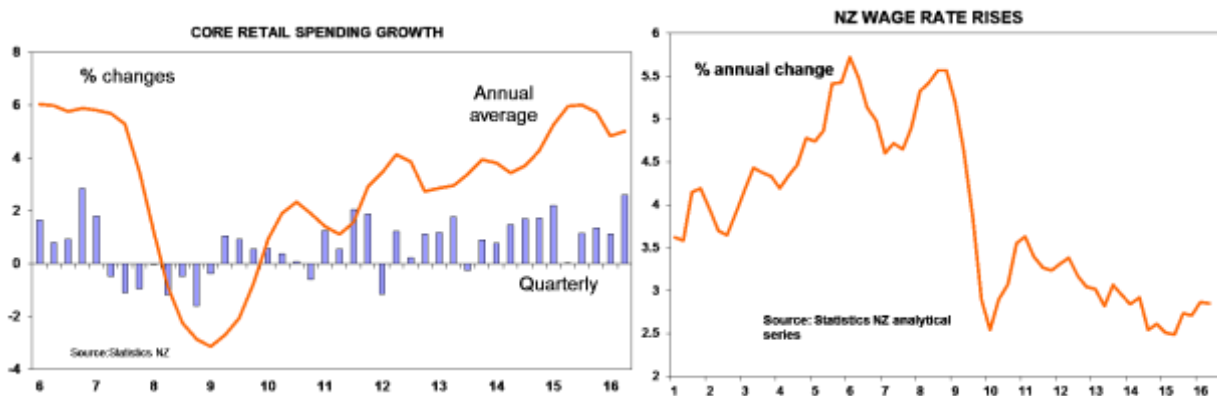 CORE RETAIL SPENDING GROWTH
8
% changes
6
Annual
average
4
2
0
Quarterly
-2
Source:Statistics NZ
-4
6 7 8 9 10 11 12 13 14 15 16
NZ WAGE RATE RISES
6
% annual change
5.5
5
4.5
4
3.5
3
Source: Statistics NZ analytical
series
2.5
2
1 2 3 4 5 6 7 8 9 10 11 12 13 14 15 16